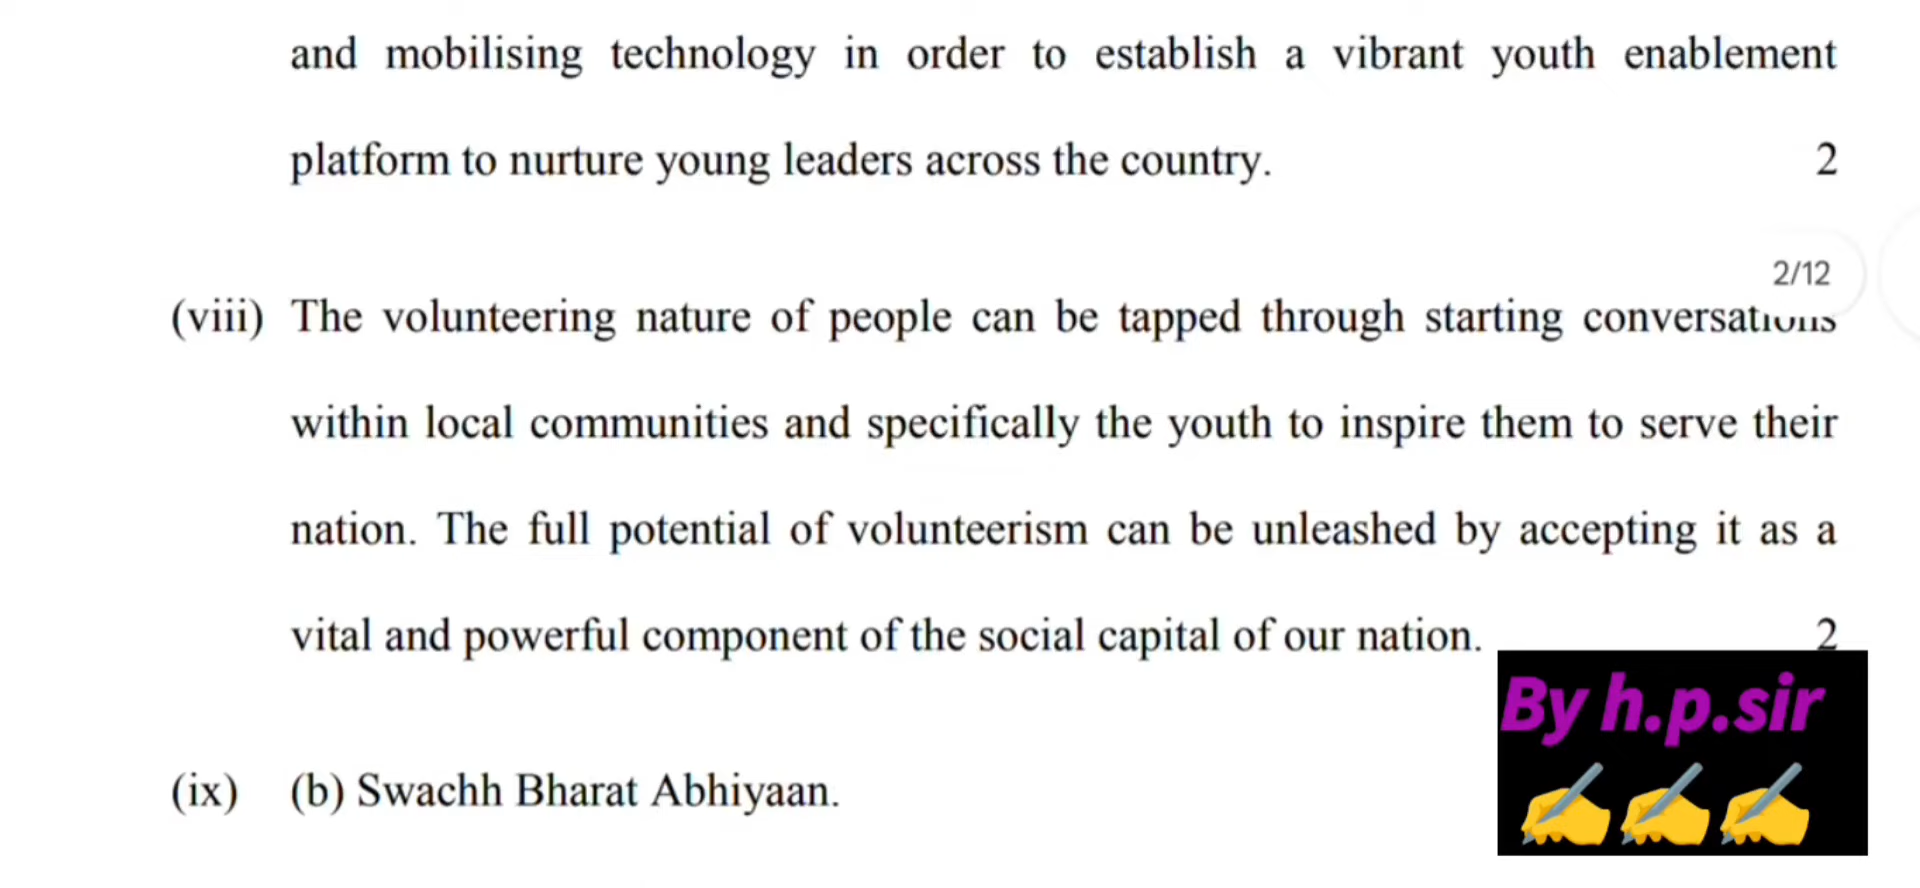 and mobilising technology in order to establish a vibrant youth enablement
platform to nurture young leaders across the country. 2
2/12
(viii) The volunteering nature of people can be tapped through starting conversations
within local communities and specifically the youth to inspire them to serve their
nation. The full potential of volunteerism can be unleashed by accepting it as a
vital and powerful component of the social capital of our nation. 2
By h.p.sir
(ix) (b) Swachh Bharat Abhiyaan.